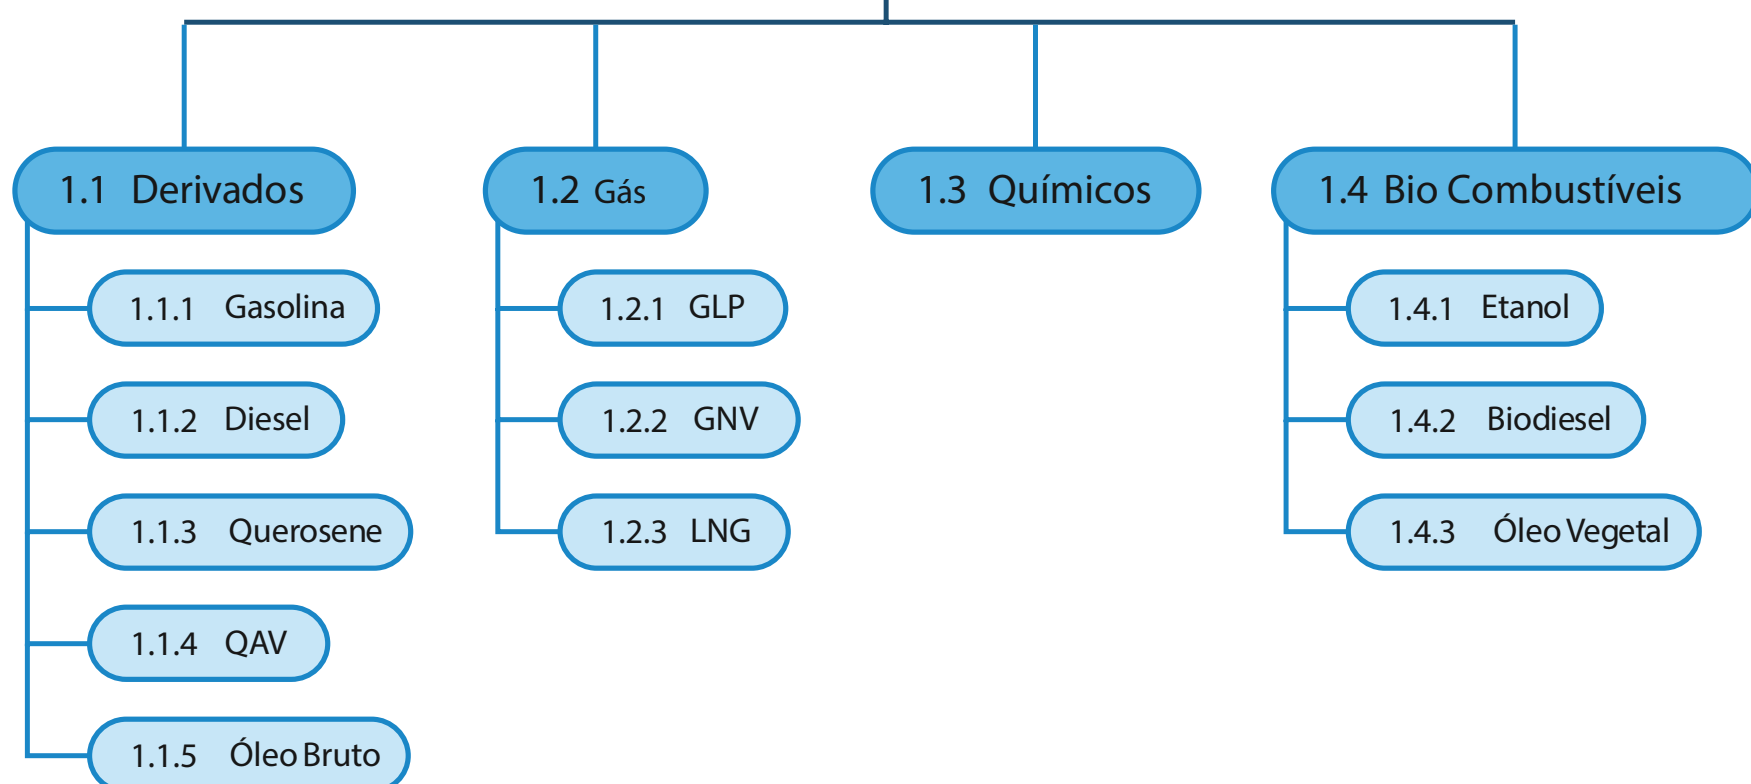 1.1 Derivados
1.1.1 Gasolina
1.1.2 Diesel
1.1.3 Querosene
1.1.4 QAV
1.1.5 Óleo Bruto
1.2 Gás
1.2.1 GLP
1.2.2 GNV
1.2.3 LNG
1.3 Químicos
1.4 Bio Combustíveis
1.4.1 Etanol
1.4.2 Biodiesel
1.4.3 Óleo Vegetal